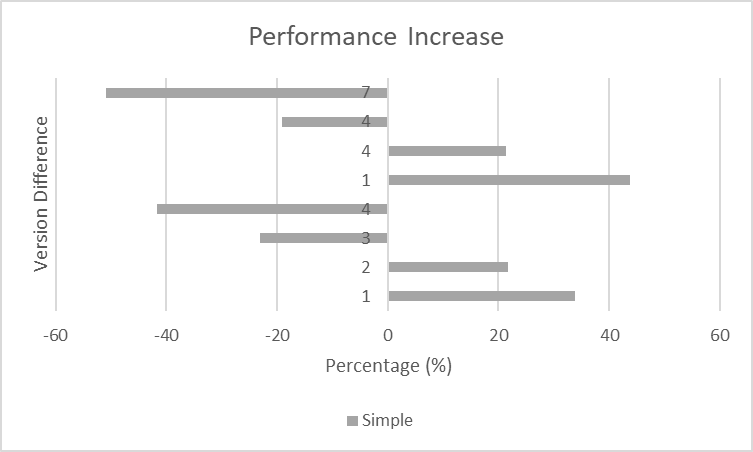 Performance Increase
Version Difference
7
4
4
1
4
3
2
1
-60 -40 -20 0 20 40 60
Percentage (%)
Simple